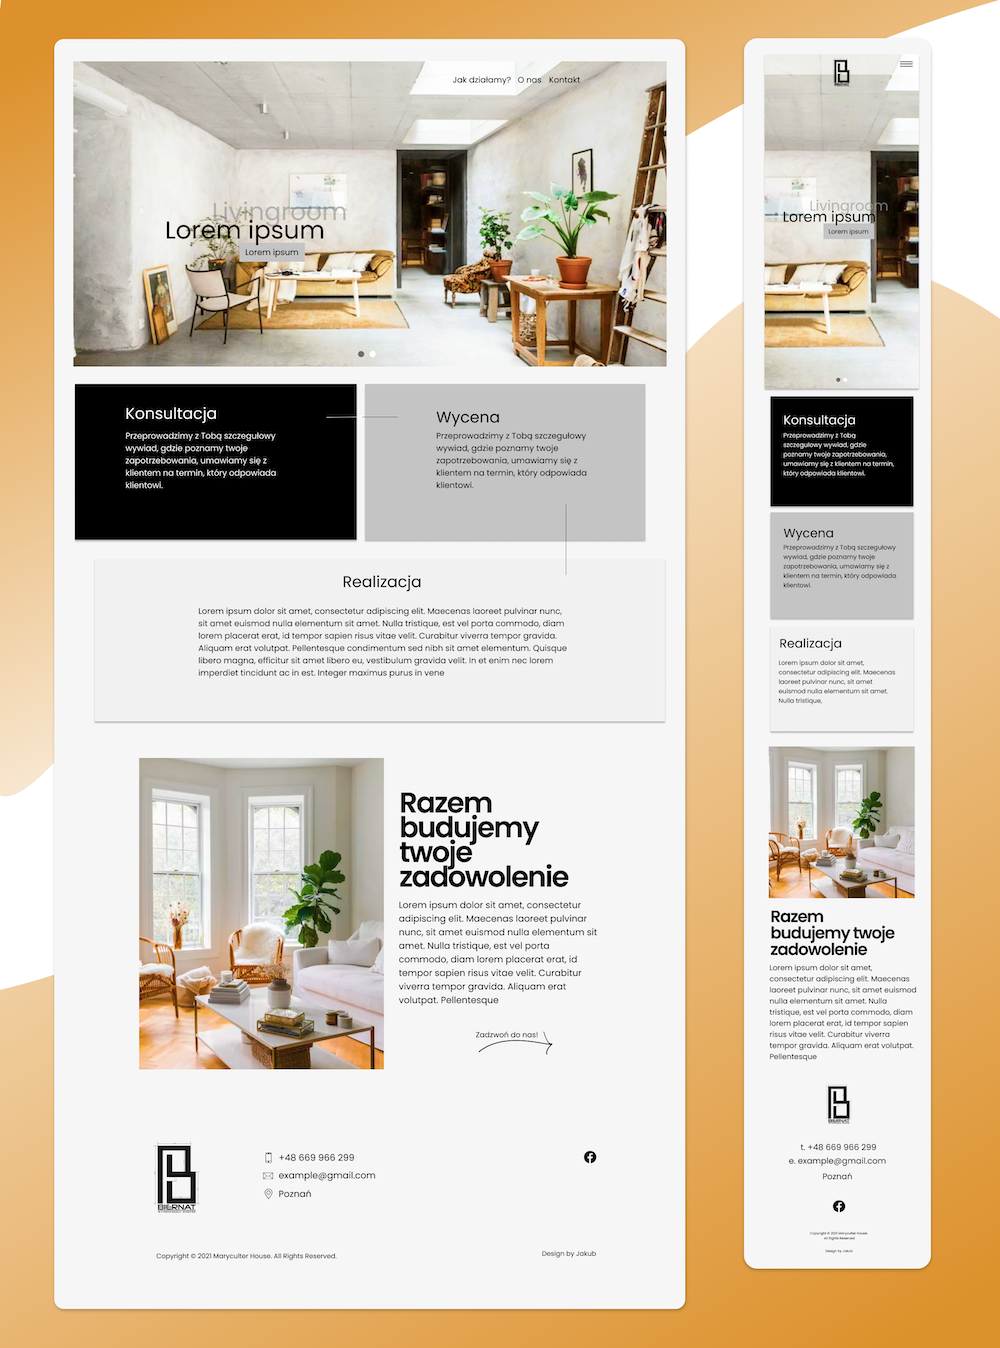 Jak działamy? O nas Kontakt
Livingroom
Lorem ipsum
Lorem ipsum
Konsultacja
Przeprowadzimy z Tobą szczegułowy
wywiad, gdzie poznamy twoje
zapotrzebowania, umawiamy się z
klientem na termin, który odpowiada
klientowi.
Wycena
Przeprowadzimy z Tobą szczegułowy
wywiad, gdzie poznamy twoje
zapotrzebowania, umawiamy się z
klientem na termin, który odpowiada
klientowi.
Realizacja
Lorem ipsum dolor sit amet, consectetur adipiscing elit. Maecenas laoreet pulvinar nunc,
sit amet euismod nulla elementum sit amet. Nulla tristique, est vel porta commodo, diam
lorem placerat erat, id tempor sapien risus vitae velit. Curabitur viverra tempor gravida.
Aliquam erat volutpat. Pellentesque condimentum sed nibh sit amet elementum. Quisque
libero magna, efficitur sit amet libero eu, vestibulum gravida velit. In et enim nec lorem
imperdiet tincidunt ac in est. Integer maximus purus in vene
Razem
budujemy
twoje
zadowolenie
Lorem ipsum dolor sit amet, consectetur
adipiscing elit. Maecenas laoreet pulvinar
nunc, sit amet euismod nulla elementum sit
amet. Nulla tristique, est vel porta
commodo, diam lorem placerat erat, id
tempor sapien risus vitae velit. Curabitur
viverra tempor gravida. Aliquam erat
volutpat. Pellentesque
Zadzwoń do nas!
BIERNAT
+48 669 966 299
example@gmail.com
Poznań
Copyright © 2021 Maryculter House. All Rights Reserved.
Design by Jakub
Livingroom
Lorem ipsum
Lorem ipsum
Konsultacja
Przeprowadzimy z Tobą
szczegułowy wywiad, gdzie
poznamy twoje zapotrzebowania,
umawiamy się z klientem na termin,
który odpowiada klientowi.
Wycena
Przeprowadzimy z Tobą szczegułowy
wywiad, gdzie poznamy twoje
zapotrzebowania, umawiamy się z
klientem na termin, który odpowiada
klientowi.
Realizacja
Lorem ipsum dolor sit amet,
consectetur adipiscing elit. Maecenas
laoreet pulvinar nunc, sit amet
euismod nulla elementum sit amet.
Nulla tristique,
Razem
budujemy twoje
zadowolenie
Lorem ipsum dolor sit amet,
consectetur adipiscing elit. Maecenas
laoreet pulvinar nunc, sit amet euismod
nulla elementum sit amet. Nulla
tristique, est vel porta commodo, diam
lorem placerat erat, id tempor sapien
risus vitae velit. Curabitur viverra
tempor gravida. Aliquam erat volutpat.
Pellentesque
BIERNAT
t. +48 669 966 299
e. example@gmail.com
Poznań
Copyright © 2021 Maryculter House.
All Rights Reserved
Design by Jakub